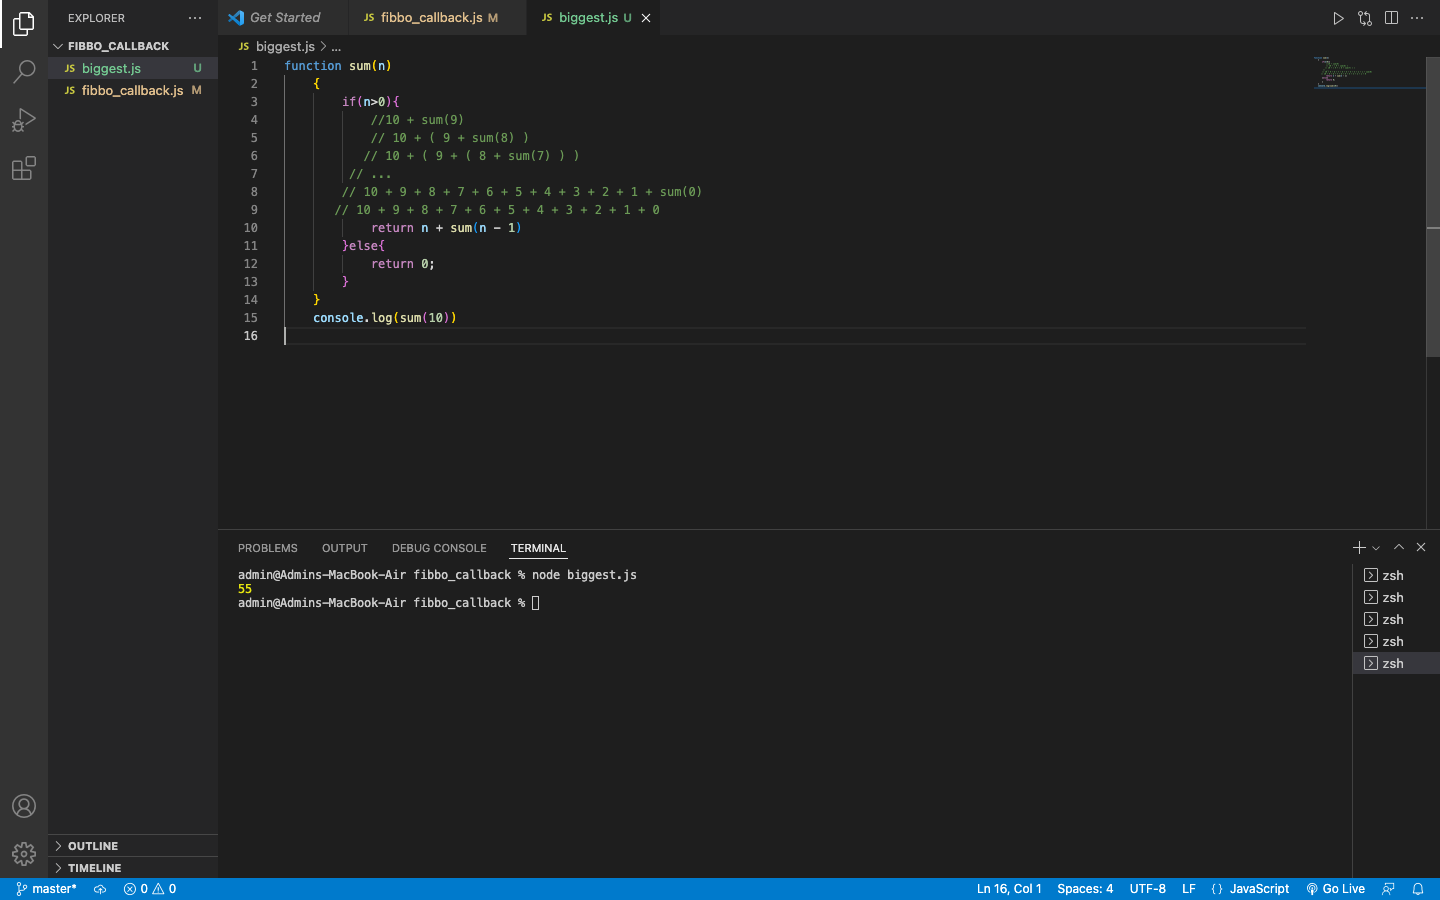 EXPLORER
FIBBO_CALLBACK
JS biggest.js U
JS fibbo_callback.js M
OUTLINE
TIMELINE
Get Started
JS fibbo_callback.js M
JS biggest.js U
JS biggest.js > ...
1 function sum(n)
2 {
3 if(n>0){
4 //10 + sum(9)
5 // 10 + ( 9 + sum(8) )
6 // 10 + ( 9 + ( 8 + sum(7) ) )
7 // ...
8 // 10 + 9 + 8 + 7 + 6 + 5 + 4 + 3 + 2 + 1 + sum(0)
9 // 10 + 9 + 8 + 7 + 6 + 5 + 4 + 3 + 2 + 1 + 0
10 return n + sum(n - 1)
11 }else{
12 return 0;
13 }
14 }
15 console.log(sum(10))
16
PROBLEMS OUTPUT DEBUG CONSOLE TERMINAL
admin@Admins-MacBook-Air fibbo_callback % node biggest.js
55
admin@Admins-MacBook-Air fibbo_callback %
zsh
zsh
zsh
zsh
zsh
master* 0 0 Ln 16, Col 1 Spaces: 4 UTF-8 LF {} JavaScript Go Live